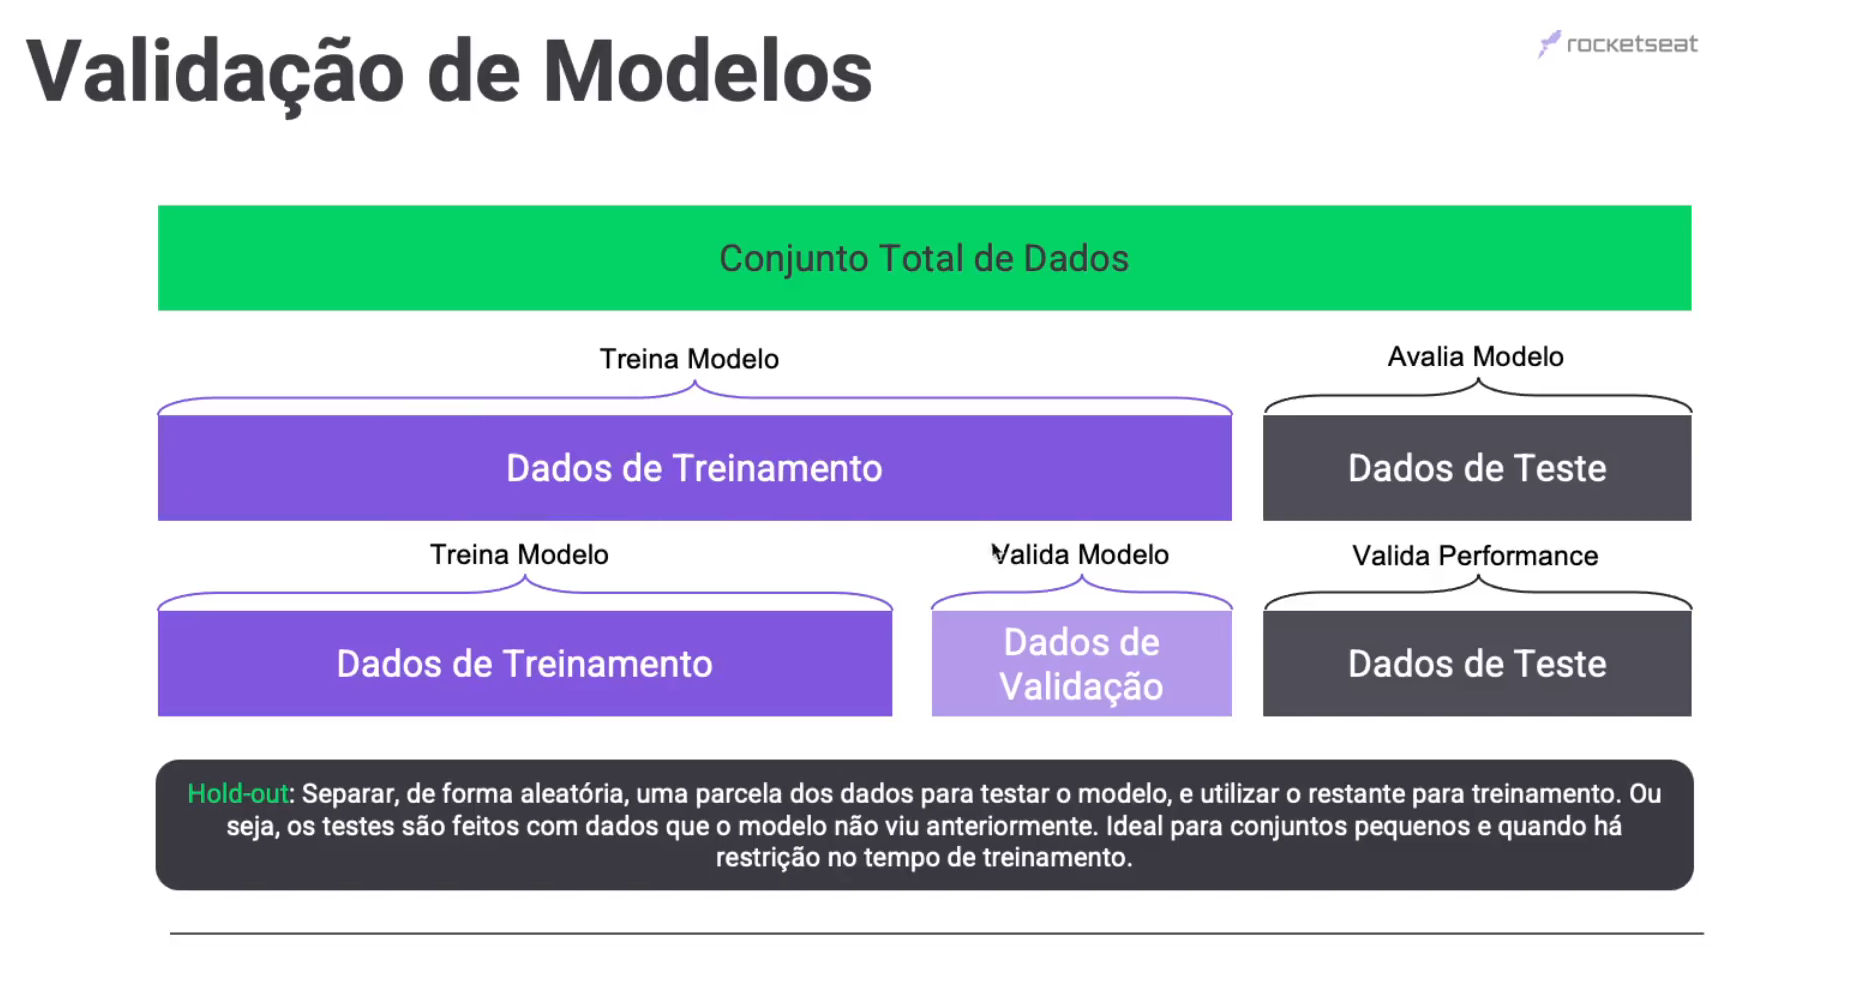 Validação de Modelos
rocketseat
Conjunto Total de Dados
Treina Modelo
Avalia Modelo
Dados de Treinamento
Dados de Teste
Treina Modelo
Valida Modelo
Valida Performance
Dados de Treinamento
Dados de
Validação
Dados de Teste
Hold-out: Separar, de forma aleatória, uma parcela dos dados para testar o modelo, e utilizar o restante para treinamento. Ou
seja, os testes são feitos com dados que o modelo não viu anteriormente. Ideal para conjuntos pequenos e quando há
restrição no tempo de treinamento.